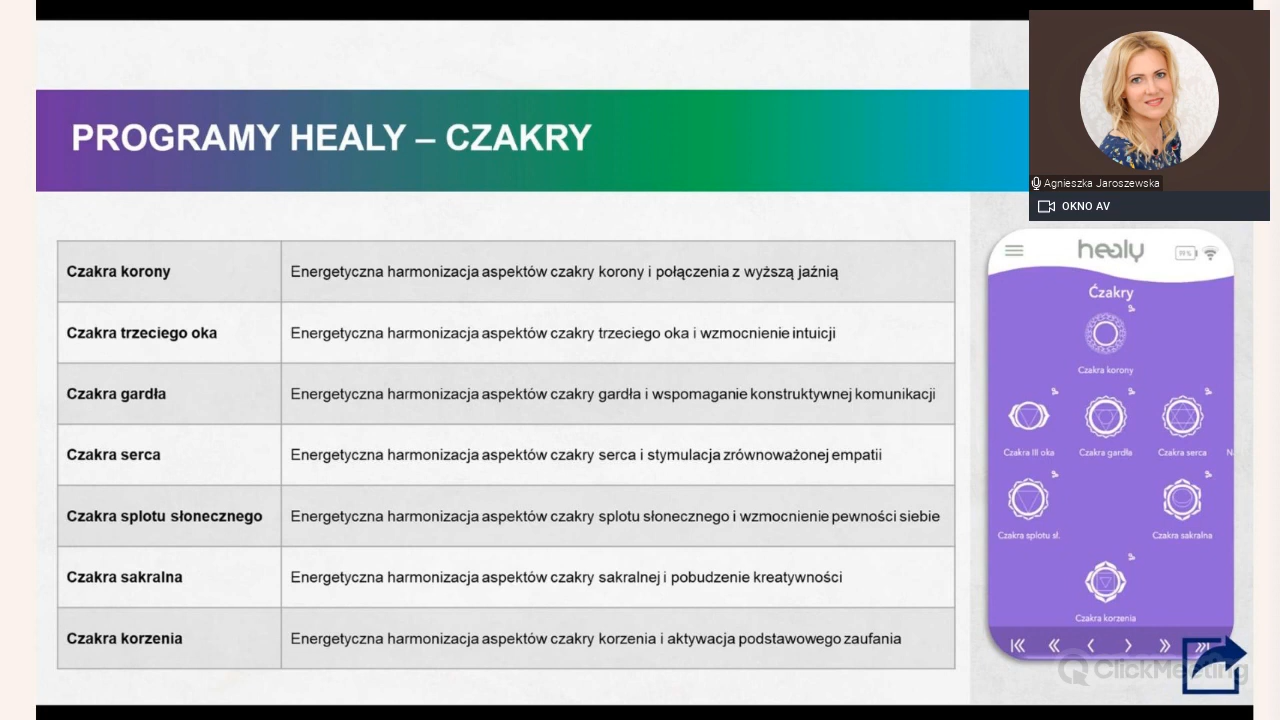 PROGRAMY HEALY – CZAKRY
Agnieszka Jaroszewska
OKNO AV
Czakra korony Energetyczna harmonizacja aspektów czakry korony i połączenia z wyższą jaźnią
Czakra trzeciego oka Energetyczna harmonizacja aspektów czakry trzeciego oka i wzmocnienie intuicji
Czakra gardła Energetyczna harmonizacja aspektów czakry gardła i wspomaganie konstruktywnej komunikacji
Czakra serca Energetyczna harmonizacja aspektów czakry serca i stymulacja zrównoważonej empatii
Czakra splotu słonecznego Energetyczna harmonizacja aspektów czakry splotu słonecznego i wzmocnienie pewności siebie
Czakra sakralna Energetyczna harmonizacja aspektów czakry sakralnej i pobudzenie kreatywności
Czakra korzenia Energetyczna harmonizacja aspektów czakry korzenia i aktywacja podstawowego zaufania
healy
Ćzakry
Czakra korony
Czakra III oka Czakra gardła Czakra serca
Czakra splotu sł. Czakra sakralna
Czakra korzenia
ClickMeeting